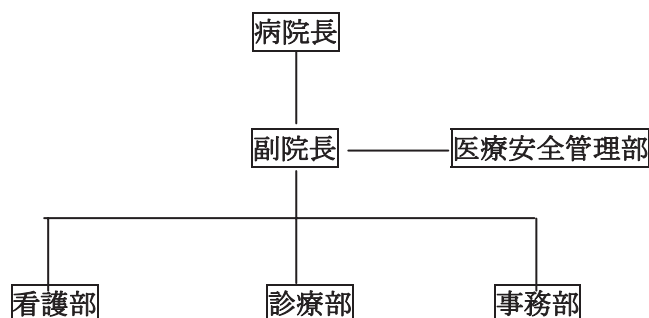 病院長
副院長
医療安全管理部
看護部
診療部
事務部